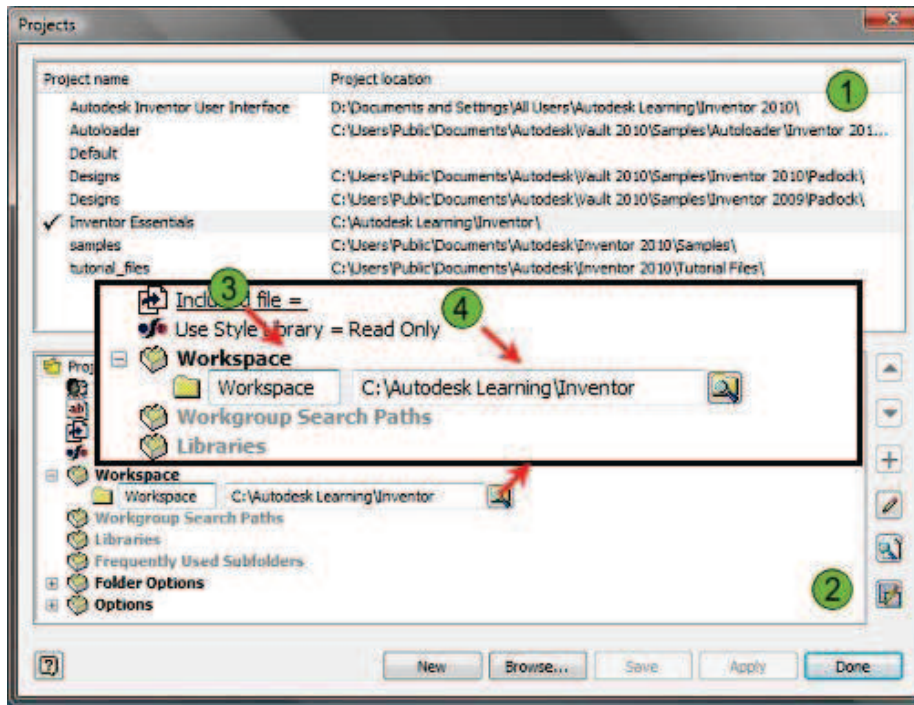 Projects
Project name Project location
Autodesk Inventor User Interface D:\Documents and Settings\All Users\Autodesk Learning\Inventor 2010\
1
Autoloader C:\Users\Public\Documents\Autodesk\Vault 2010\Samples\Autoloader\Inventor 201...
Default
Designs C:\Users\Public\Documents\Autodesk\Vault 2010\Samples\Inventor 2010\Padlock\
Designs C:\Users\Public\Documents\Autodesk\Vault 2010\Samples\Inventor 2009\Padlock\
Inventor Essentials C:\Autodesk Learning\Inventor\
samples C:\Users\Public\Documents\Autodesk\Inventor 2010\Samples\
tutorial_files C:\Users\Public\Documents\Autodesk\Inventor 2010\Tutorial Files\
3
4
file =
Use Style Library = Read Only
Workspace
Workspace C:\Autodesk Learning\Inventor
Workgroup Search Paths
Libraries
Proj
Workspace
Workspace C:\Autodesk Learning\Inventor
Workgroup Search Paths
Libraries
Frequently Used Subfolders
Folder Options
2
Options
New Browse... Save Apply Done